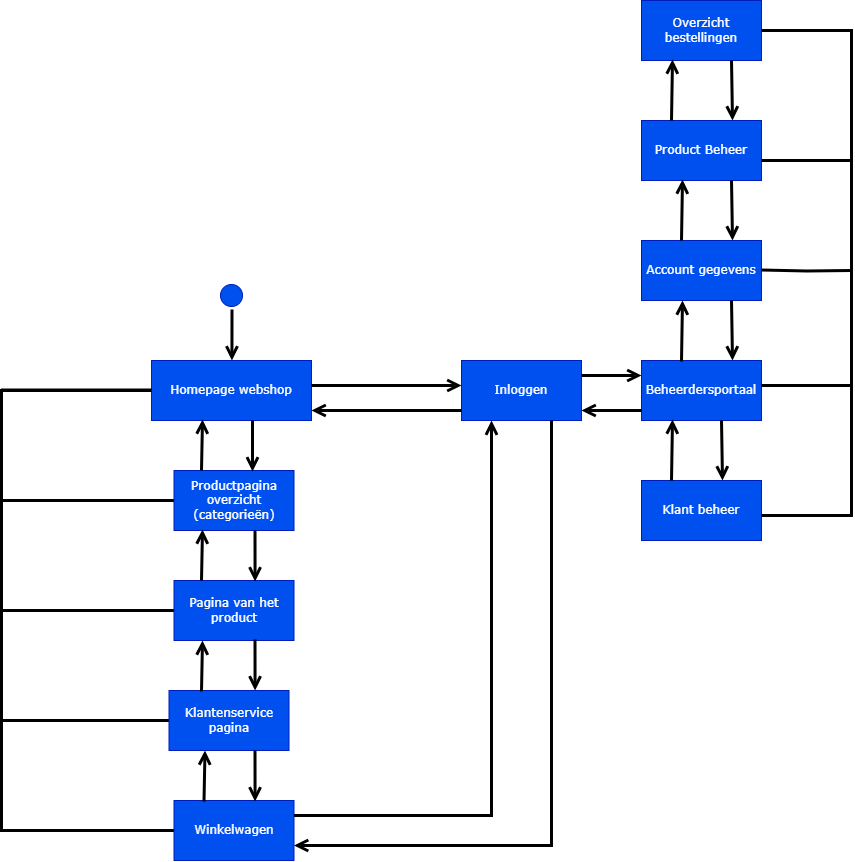 Overzicht
bestellingen
Product Beheer
Account gegevens
Homepage webshop
Inloggen
Beheerdersportaal
Productpagina
overzicht
(categorieën)
Klant beheer
Pagina van het
product
Klantenservice
pagina
Winkelwagen